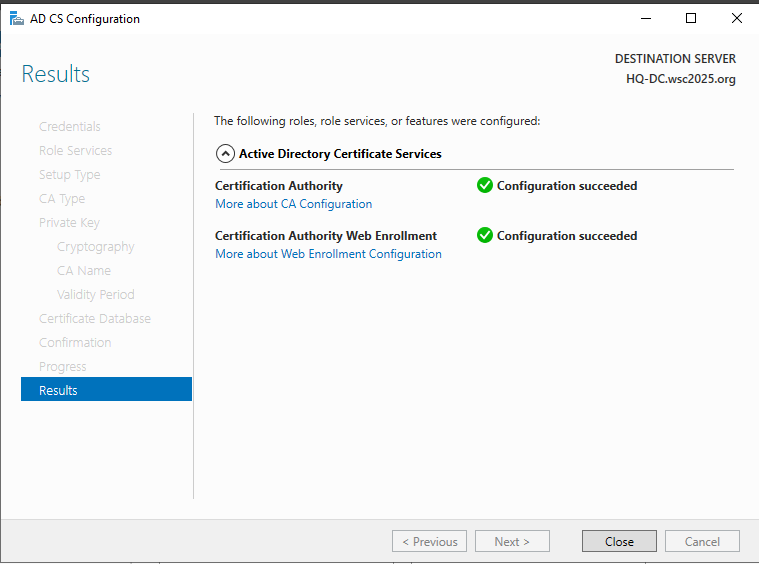 AD CS Configuration
Results
DESTINATION SERVER
HQ-DC.wsc2025.org
Credentials
Role Services
Setup Type
CA Type
Private Key
Cryptography
CA Name
Validity Period
Certificate Database
Confirmation
Progress
Results
The following roles, role services, or features were configured:
Active Directory Certificate Services
Certification Authority
Configuration succeeded
More about CA Configuration
Certification Authority Web Enrollment
Configuration succeeded
More about Web Enrollment Configuration
< Previous
Next >
Close
Cancel